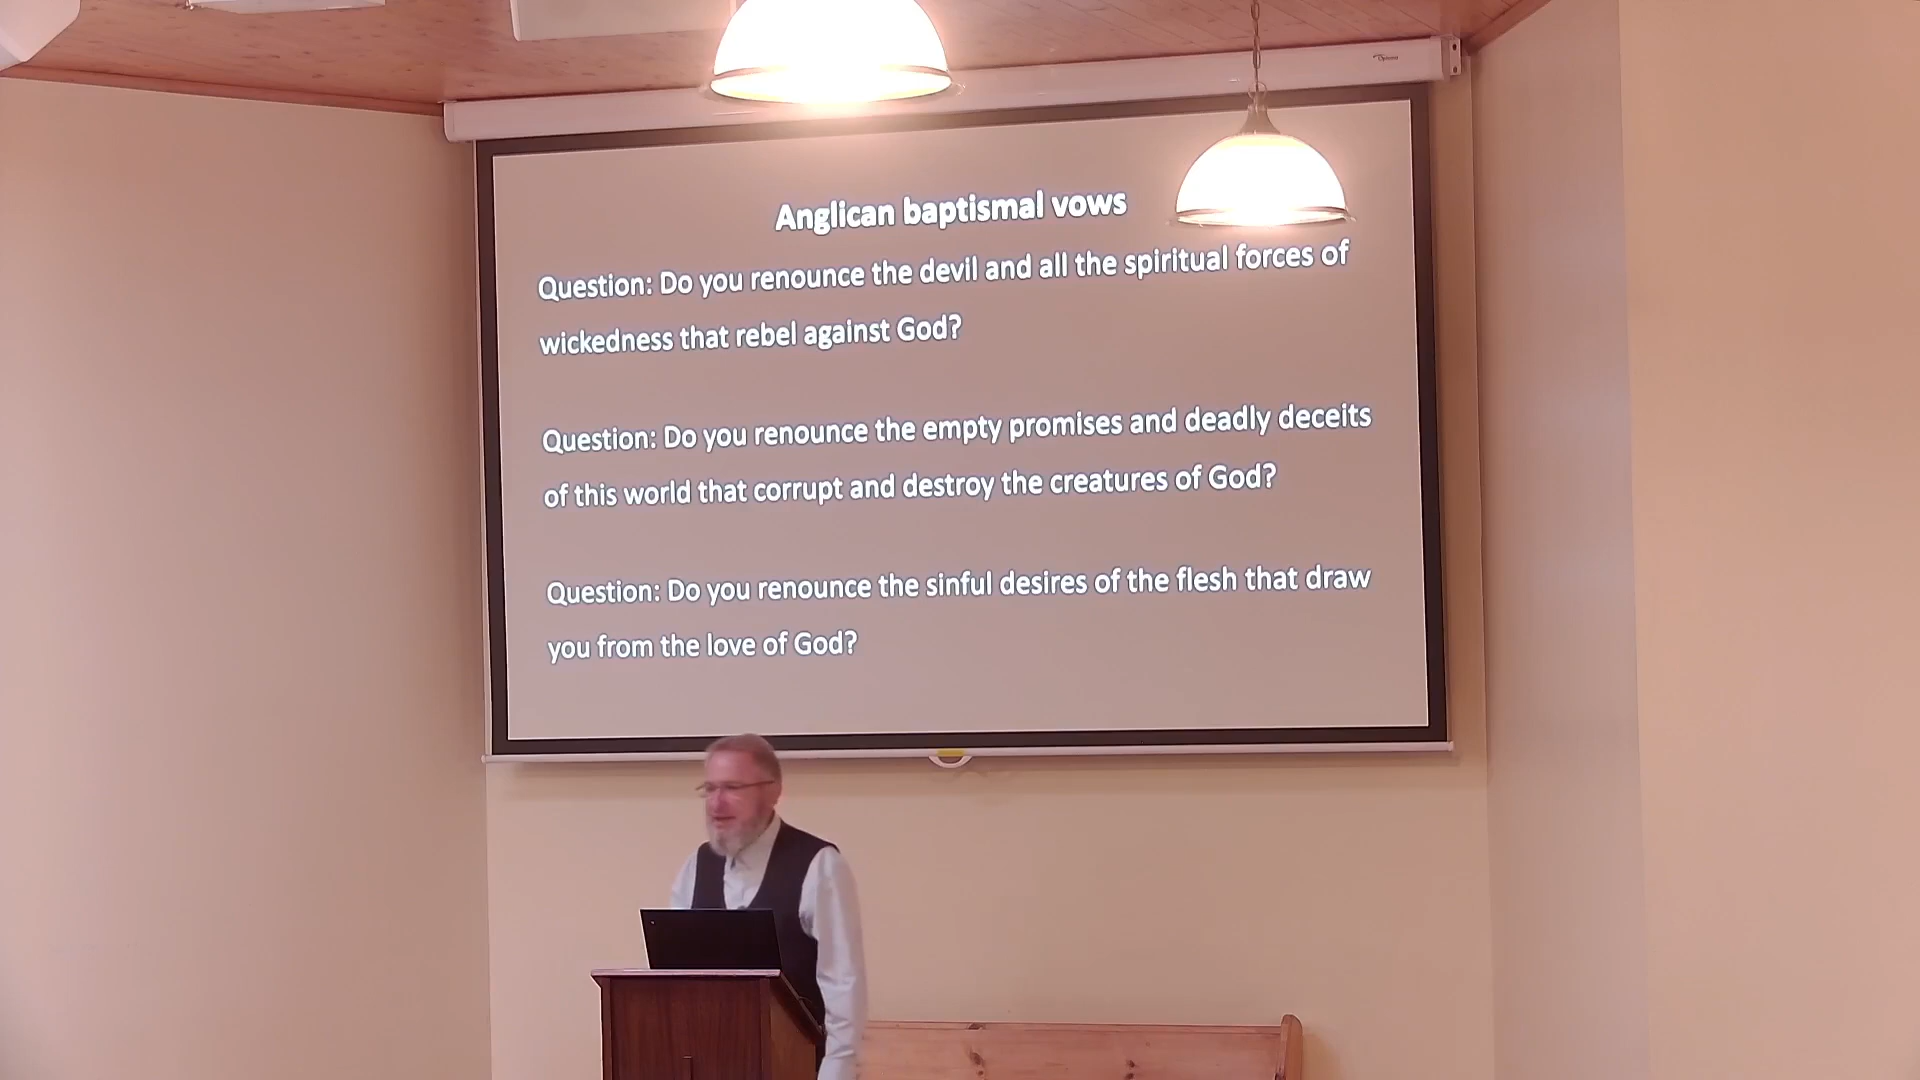 Anglican baptismal vows
Question: Do you renounce the devil and all the spiritual forces of
wickedness that rebel against God?
Question: Do you renounce the empty promises and deadly deceits
of this world that corrupt and destroy the creatures of God?
Question: Do you renounce the sinful desires of the flesh that draw
you from the love of God?